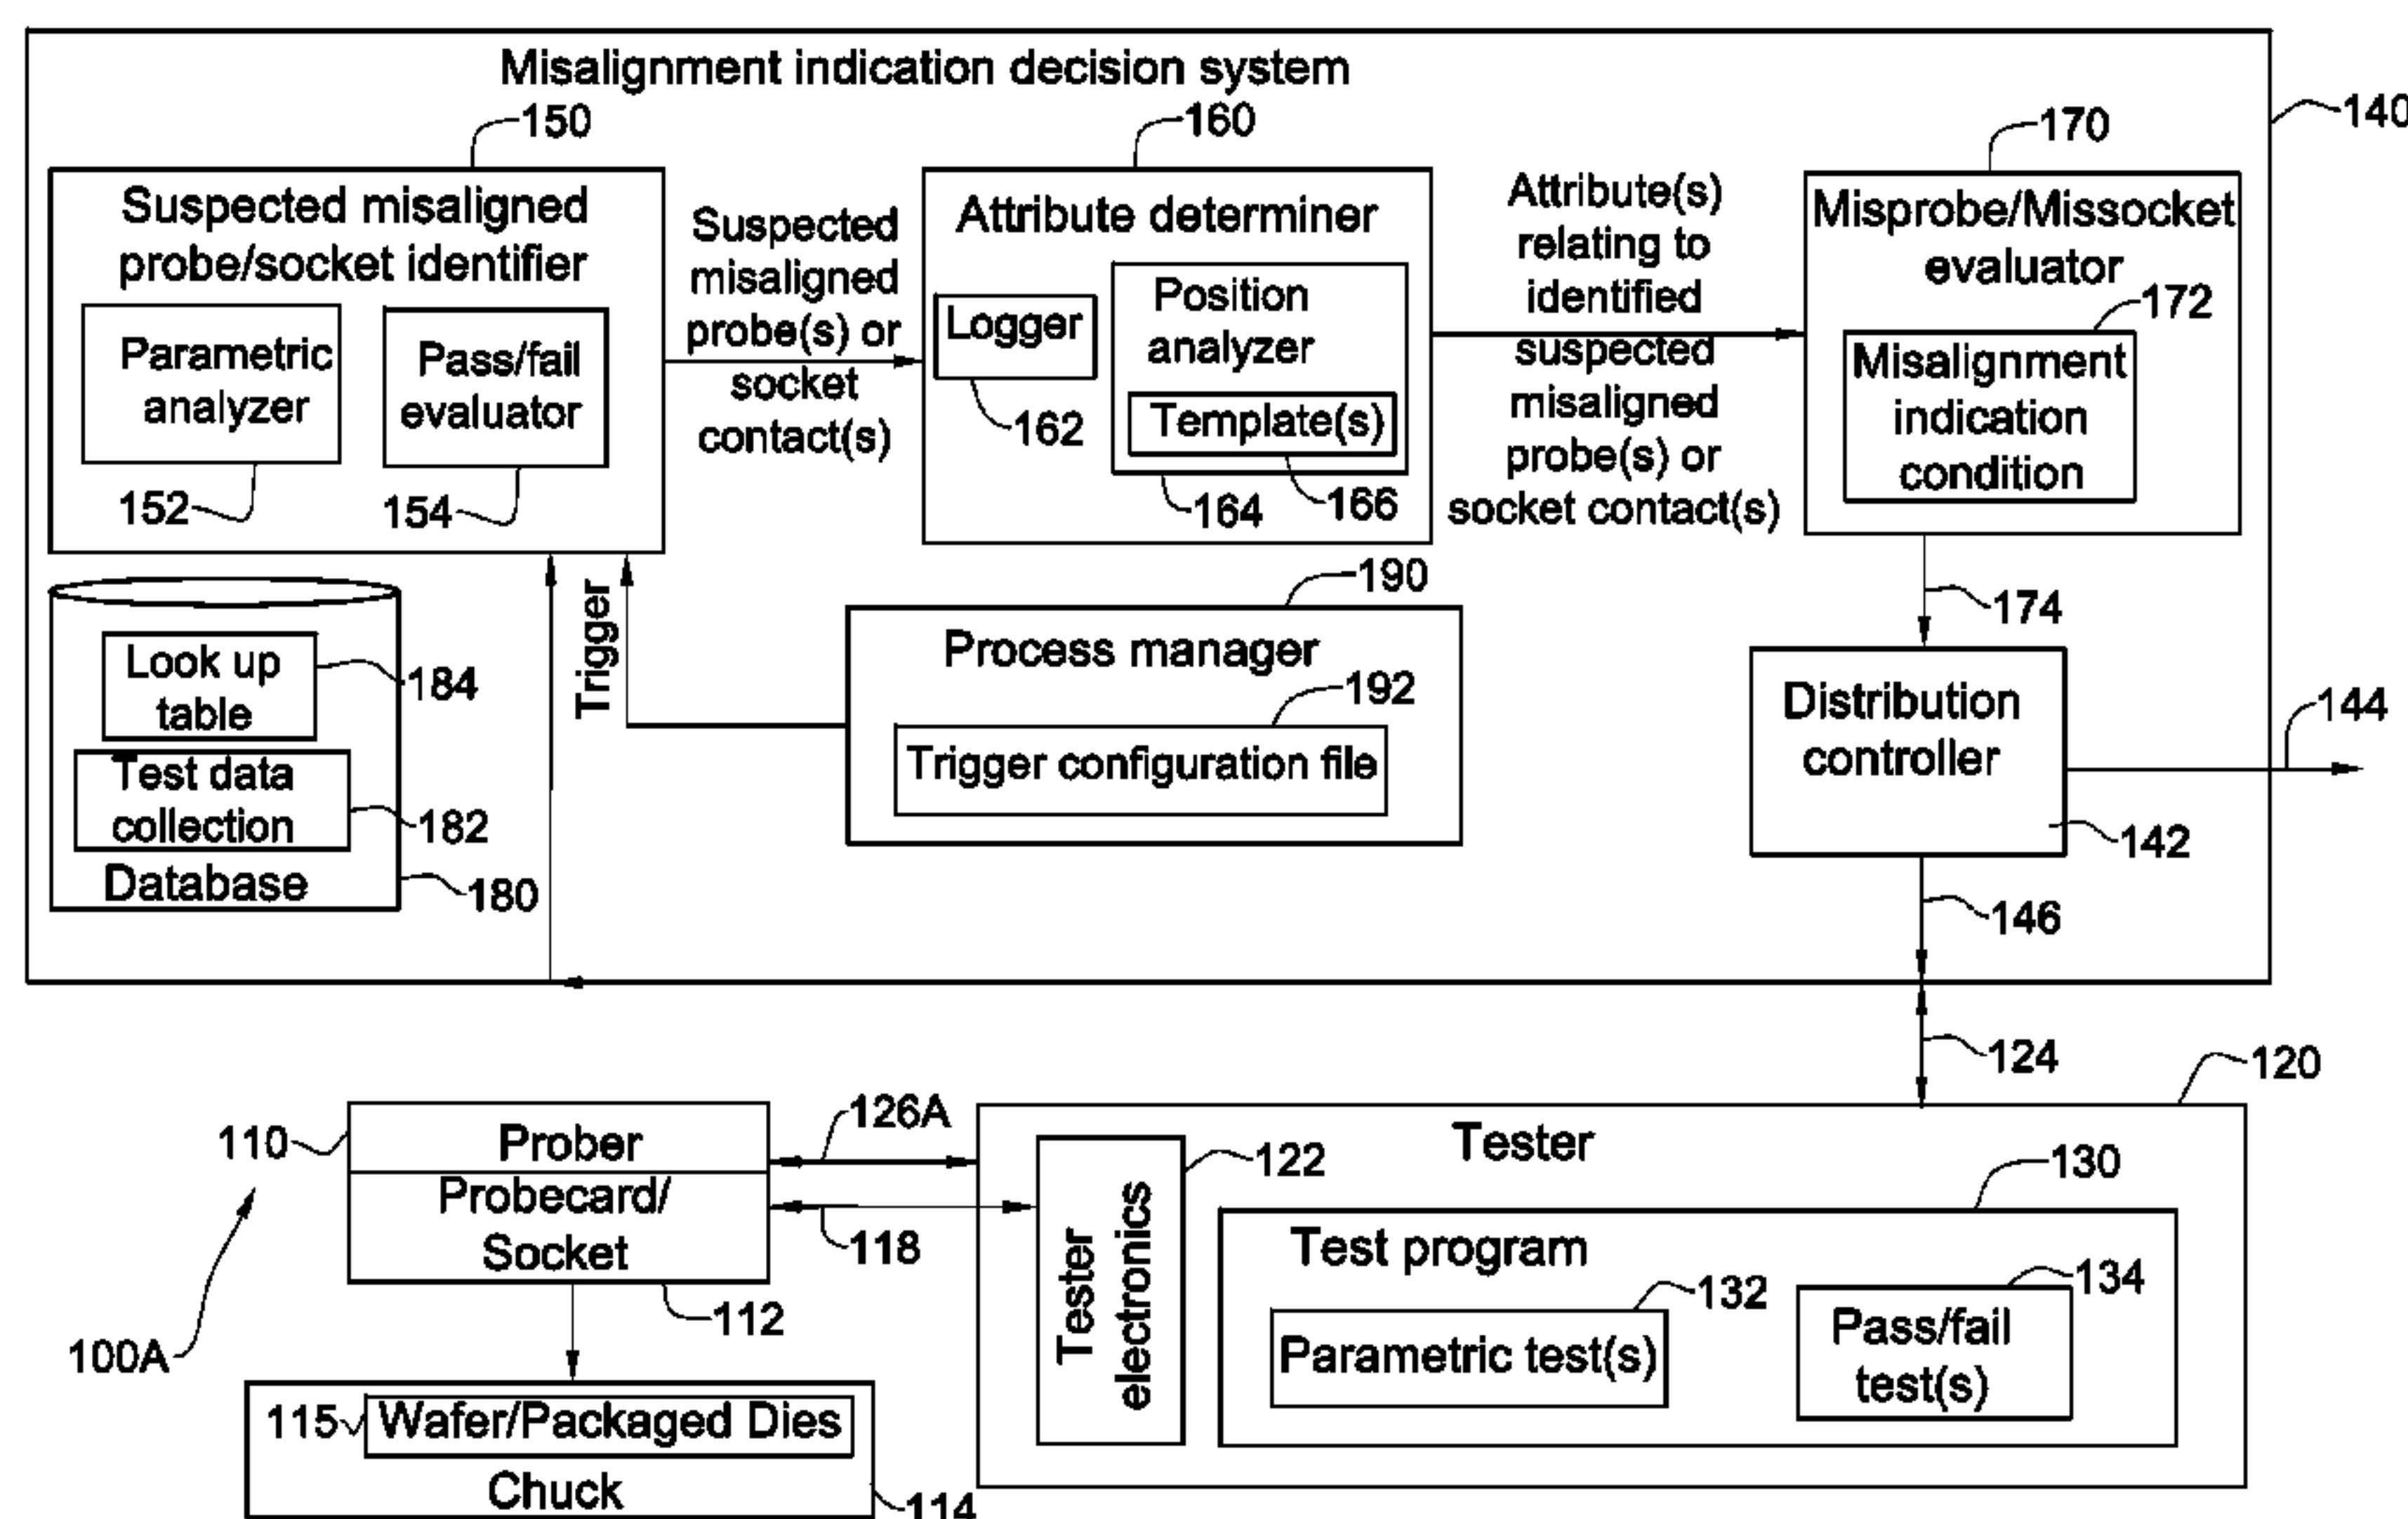 Misalignment indication decision system
150
160
170
140
Suspected misaligned
probe/socket identifier
Parametric
analyzer
Pass/fail
evaluator
152
154
Suspected
misaligned
probe(s) or
socket
contact(s)
Attribute determiner
Logger
162
Position
analyzer
Template(s)
164
166
Attribute(s)
relating to
identified
suspected
misaligned
probe(s) or
socket contact(s)
Misprobe/Missocket
evaluator
172
Misalignment
indication
condition
174
Look up
table
184
Test data
collection
182
Database
180
Trigger
190
Process manager
192
Trigger configuration file
Distribution
controller
144
142
146
124
120
110
Prober
Probecard/
Socket
126A
118
112
100A
115
Wafer/Packaged Dies
Chuck
114
Tester
electronics
122
Tester
130
Test program
132
Parametric test(s)
134
Pass/fail
test(s)